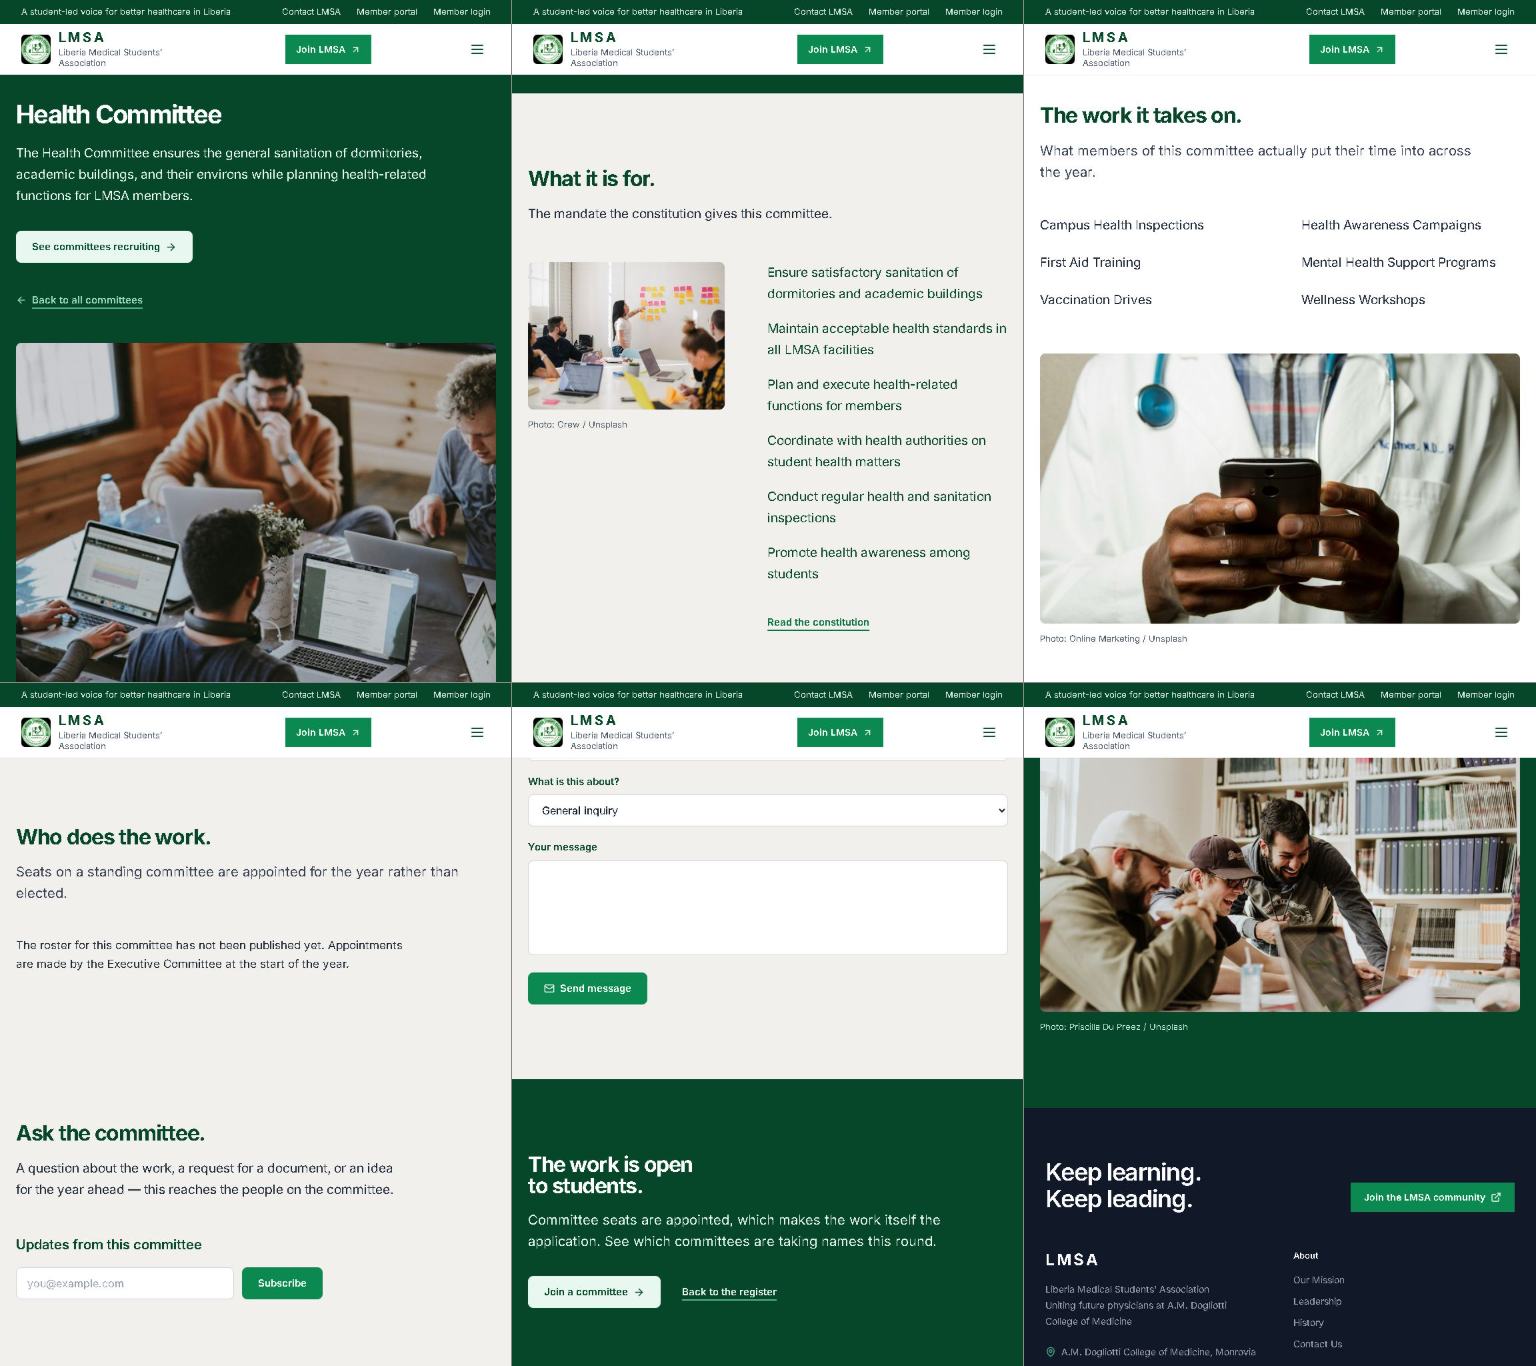 A student-led voice for better healthcare in Liberia
Contact LMSA
Member portal
Member login
LMSA
Liberia Medical Students'
Association
Join LMSA
Health Committee
The Health Committee ensures the general sanitation of dormitories,
academic buildings, and their environs while planning health-related
functions for LMSA members.
See committees recruiting
Back to all committees
A student-led voice for better healthcare in Liberia
Contact LMSA
Member portal
Member login
LMSA
Liberia Medical Students'
Association
Join LMSA
What it is for.
The mandate the constitution gives this committee.
Photo: Crew / Unsplash
Ensure satisfactory sanitation of
dormitories and academic buildings
Maintain acceptable health standards in
all LMSA facilities
Plan and execute health-related
functions for members
Coordinate with health authorities on
student health matters
Conduct regular health and sanitation
inspections
Promote health awareness among
students
Read the constitution
A student-led voice for better healthcare in Liberia
Contact LMSA
Member portal
Member login
LMSA
Liberia Medical Students'
Association
Join LMSA
The work it takes on.
What members of this committee actually put their time into across
the year.
Campus Health Inspections
Health Awareness Campaigns
First Aid Training
Mental Health Support Programs
Vaccination Drives
Wellness Workshops
Photo: Online Marketing / Unsplash
A student-led voice for better healthcare in Liberia
Contact LMSA
Member portal
Member login
LMSA
Liberia Medical Students'
Association
Join LMSA
Who does the work.
Seats on a standing committee are appointed for the year rather than
elected.
The roster for this committee has not been published yet. Appointments
are made by the Executive Committee at the start of the year.
Ask the committee.
A question about the work, a request for a document, or an idea
for the year ahead — this reaches the people on the committee.
Updates from this committee
you@example.com
Subscribe
A student-led voice for better healthcare in Liberia
Contact LMSA
Member portal
Member login
LMSA
Liberia Medical Students'
Association
Join LMSA
What is this about?
General inquiry
Your message
Send message
The work is open
to students.
Committee seats are appointed, which makes the work itself the
application. See which committees are taking names this round.
Join a committee
Back to the register
A student-led voice for better healthcare in Liberia
Contact LMSA
Member portal
Member login
LMSA
Liberia Medical Students'
Association
Join LMSA
Photo: Priscilla Du Preez / Unsplash
Keep learning.
Keep leading.
Join the LMSA community
LMSA
Liberia Medical Students' Association
Uniting future physicians at A.M. Dogliotti
College of Medicine
A.M. Dogliotti College of Medicine, Monrovia
About
Our Mission
Leadership
History
Contact Us